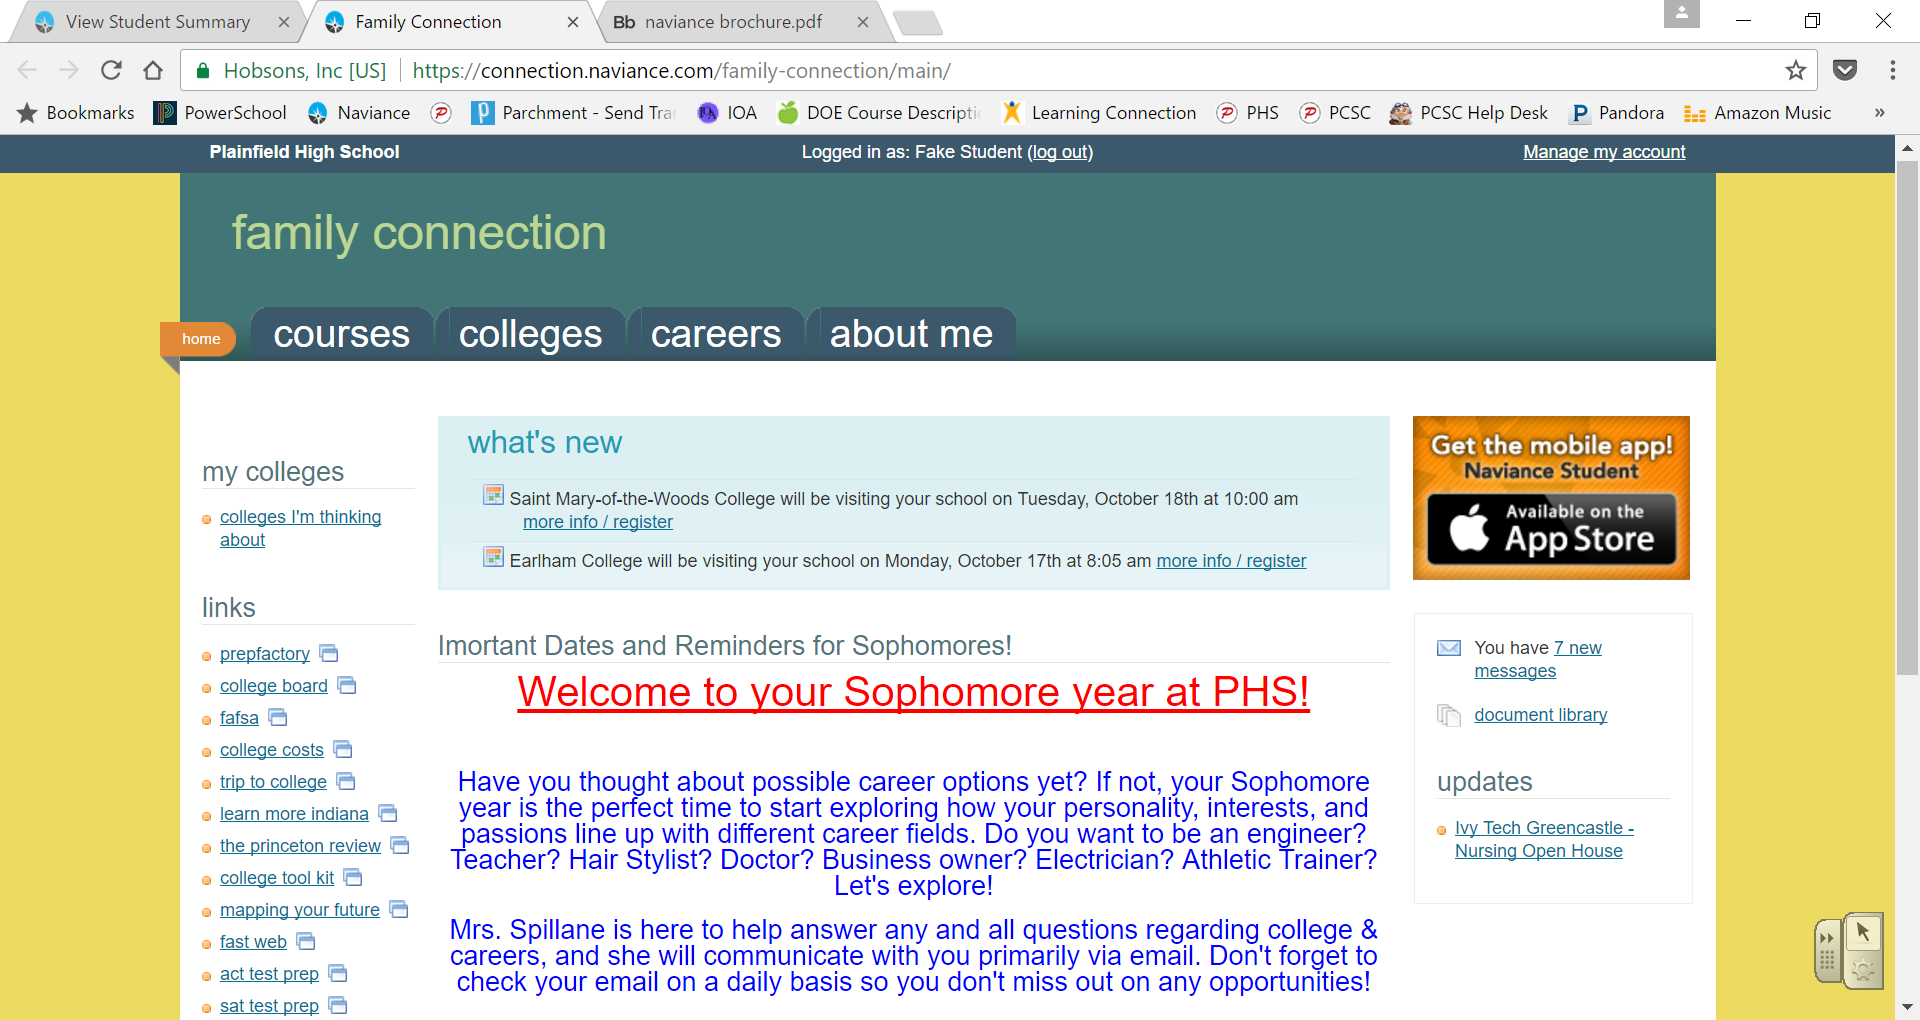 View Student Summary
Family Connection
Bb naviance brochure.pdf
Hobsons, Inc [US] https://connection.naviance.com/family-connection/main/
Bookmarks PowerSchool Naviance Parchment - Send Tra IOA DOE Course Descripti Learning Connection PHS PCSC PCSC Help Desk Pandora Amazon Music »
Plainfield High School Logged in as: Fake Student (log out) Manage my account
family connection
home courses colleges careers about me
my colleges
colleges I'm thinking
about
links
prepfactory
college board
fafsa
college costs
trip to college
learn more indiana
the princeton review
college tool kit
mapping your future
fast web
act test prep
sat test prep
what's new
Saint Mary-of-the-Woods College will be visiting your school on Tuesday, October 18th at 10:00 am
more info / register
Earlham College will be visiting your school on Monday, October 17th at 8:05 am more info / register
Imortant Dates and Reminders for Sophomores!
Welcome to your Sophomore year at PHS!
Have you thought about possible career options yet? If not, your Sophomore
year is the perfect time to start exploring how your personality, interests, and
passions line up with different career fields. Do you want to be an engineer?
Teacher? Hair Stylist? Doctor? Business owner? Electrician? Athletic Trainer?
Let's explore!
Mrs. Spillane is here to help answer any and all questions regarding college &
careers, and she will communicate with you primarily via email. Don't forget to
check your email on a daily basis so you don't miss out on any opportunities!
Get the mobile app!
Naviance Student
Available on the
App Store
You have 7 new
messages
document library
updates
Ivy Tech Greencastle -
Nursing Open House